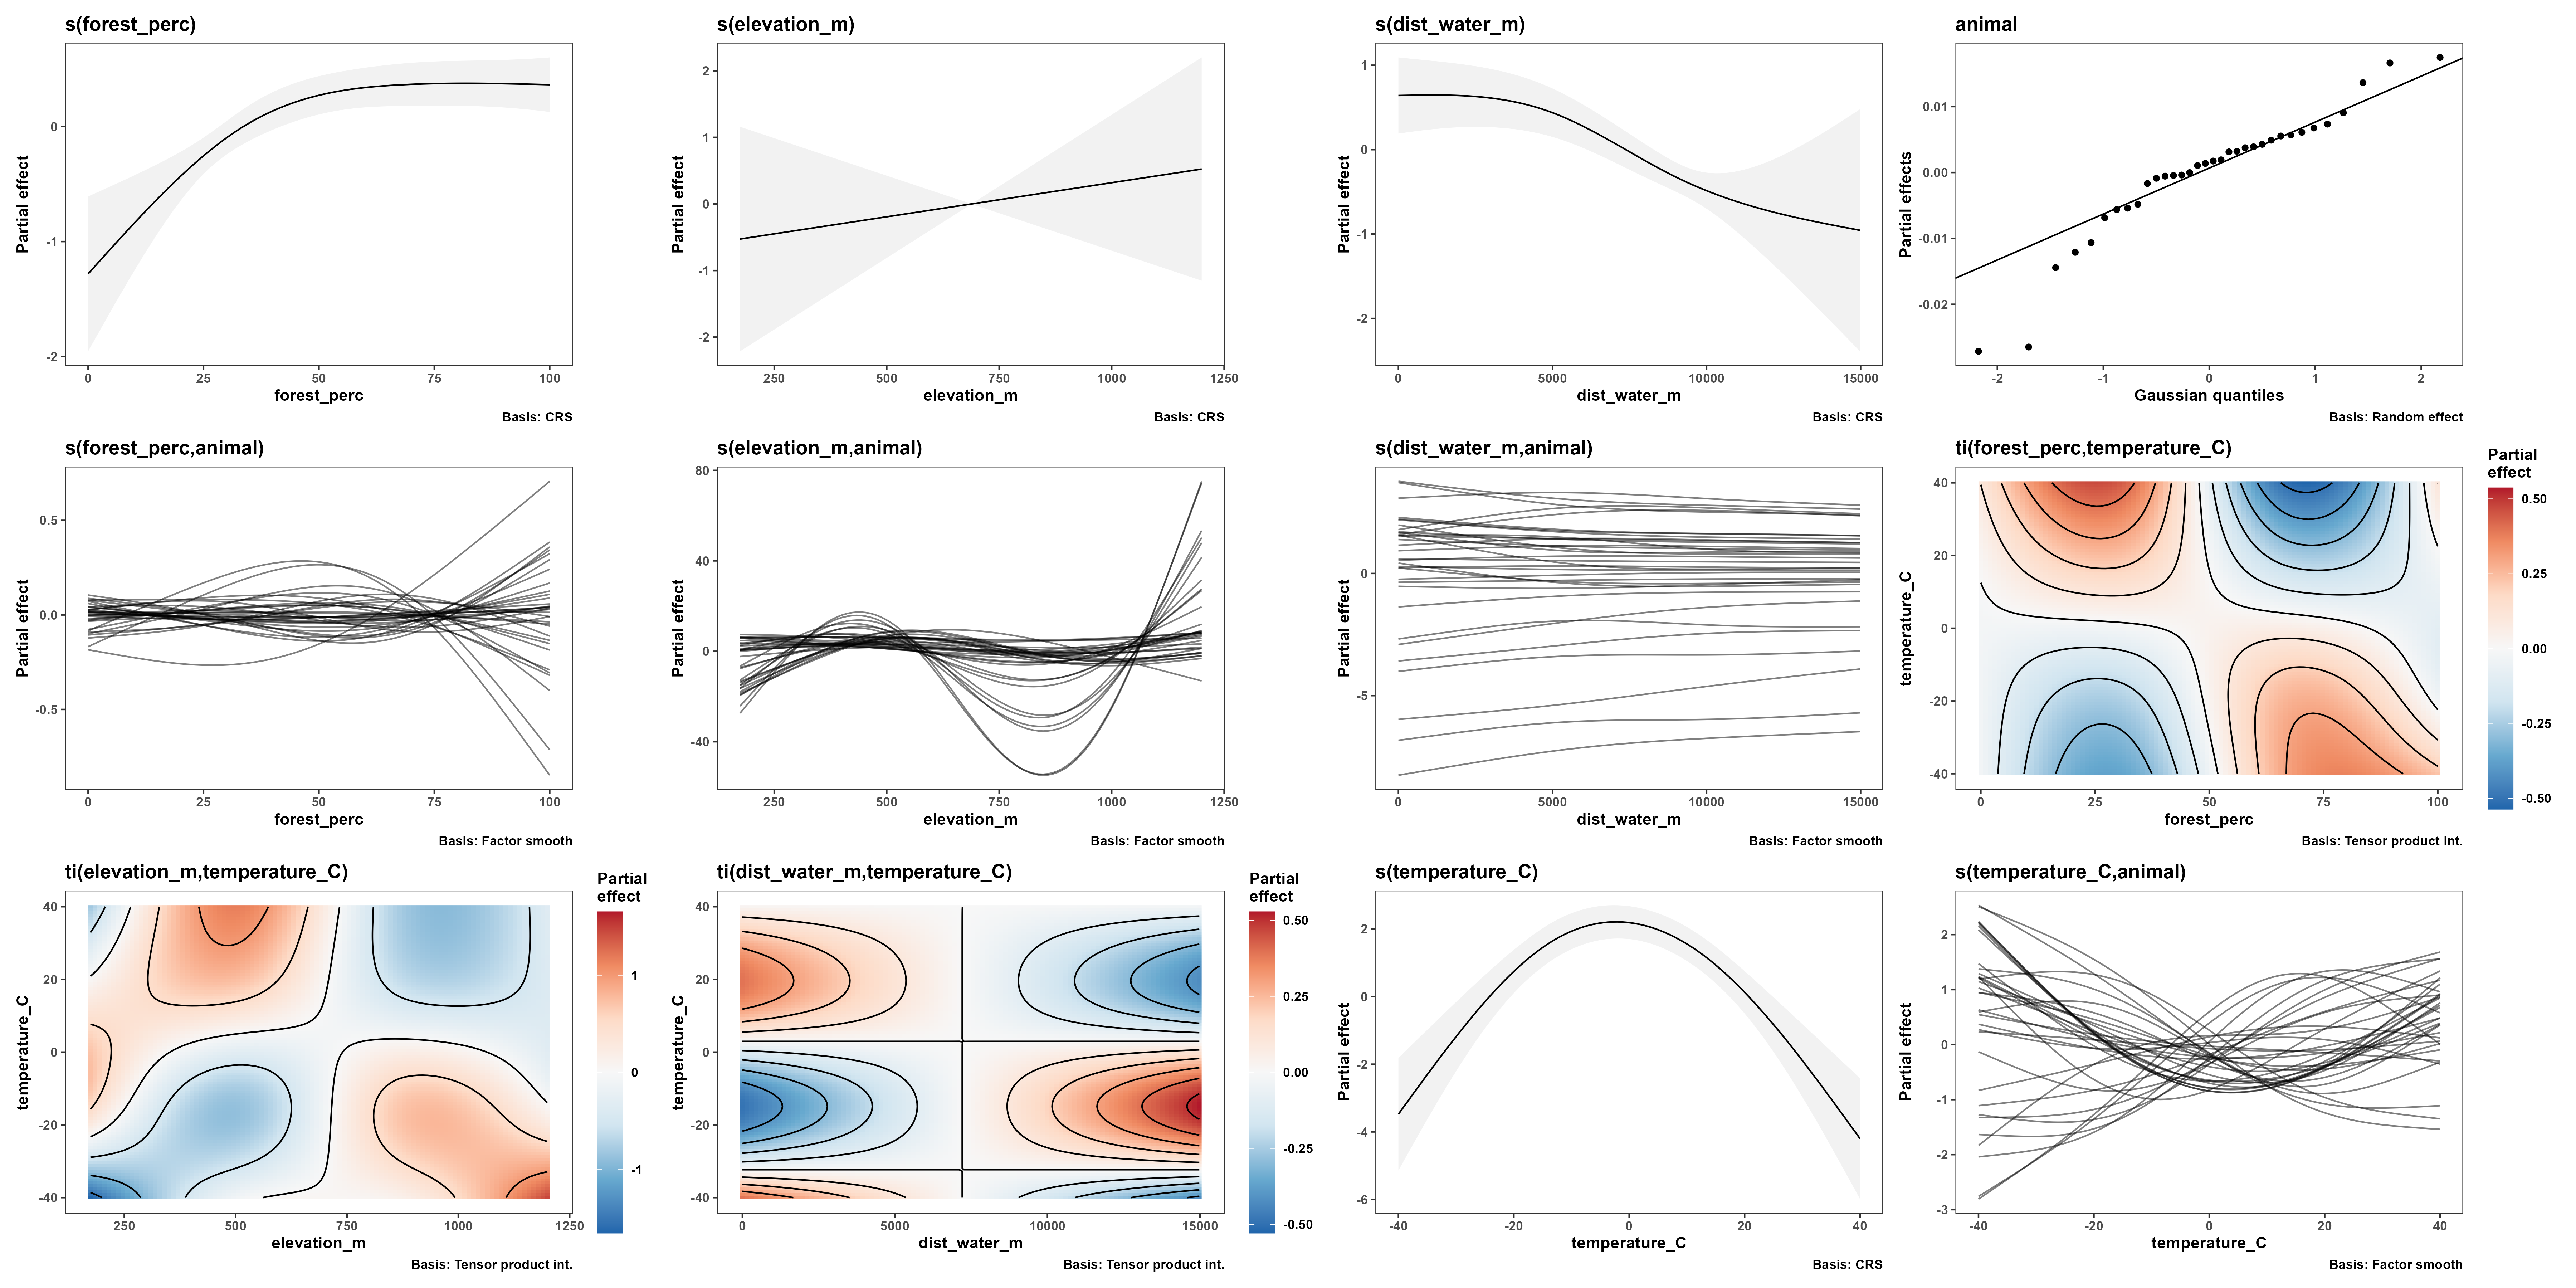 s(forest_perc)
Partial effect
0
-1
-2
0
25
50
75
100
forest_perc
Basis: CRS
s(elevation_m)
Partial effect
2
1
0
-1
-2
250
500
750
1000
1250
elevation_m
Basis: CRS
s(dist_water_m)
Partial effect
1
0
-1
-2
0
5000
10000
15000
dist_water_m
Basis: CRS
animal
Partial effects
0.01
0.00
-0.01
-0.02
-2
-1
0
1
2
Gaussian quantiles
Basis: Random effect
s(forest_perc,animal)
Partial effect
0.5
0.0
-0.5
0
25
50
75
100
forest_perc
Basis: Factor smooth
s(elevation_m,animal)
Partial effect
80
40
0
-40
250
500
750
1000
1250
elevation_m
Basis: Factor smooth
s(dist_water_m,animal)
Partial effect
0
-5
0
5000
10000
15000
dist_water_m
Basis: Factor smooth
ti(forest_perc,temperature_C)
temperature_C
40
20
0
-20
-40
0
25
50
75
100
forest_perc
Basis: Tensor product int.
Partial
effect
0.50
0.25
0.00
-0.25
-0.50
ti(elevation_m,temperature_C)
temperature_C
40
20
0
-20
-40
250
500
750
1000
1250
elevation_m
Basis: Tensor product int.
Partial
effect
1
0
-1
ti(dist_water_m,temperature_C)
temperature_C
40
20
0
-20
-40
0
5000
10000
15000
dist_water_m
Basis: Tensor product int.
Partial
effect
0.50
0.25
0.00
-0.25
-0.50
s(temperature_C)
Partial effect
2
0
-2
-4
-6
-40
-20
0
20
40
temperature_C
Basis: CRS
s(temperature_C,animal)
Partial effect
2
1
0
-1
-2
-3
-40
-20
0
20
40
temperature_C
Basis: Factor smooth